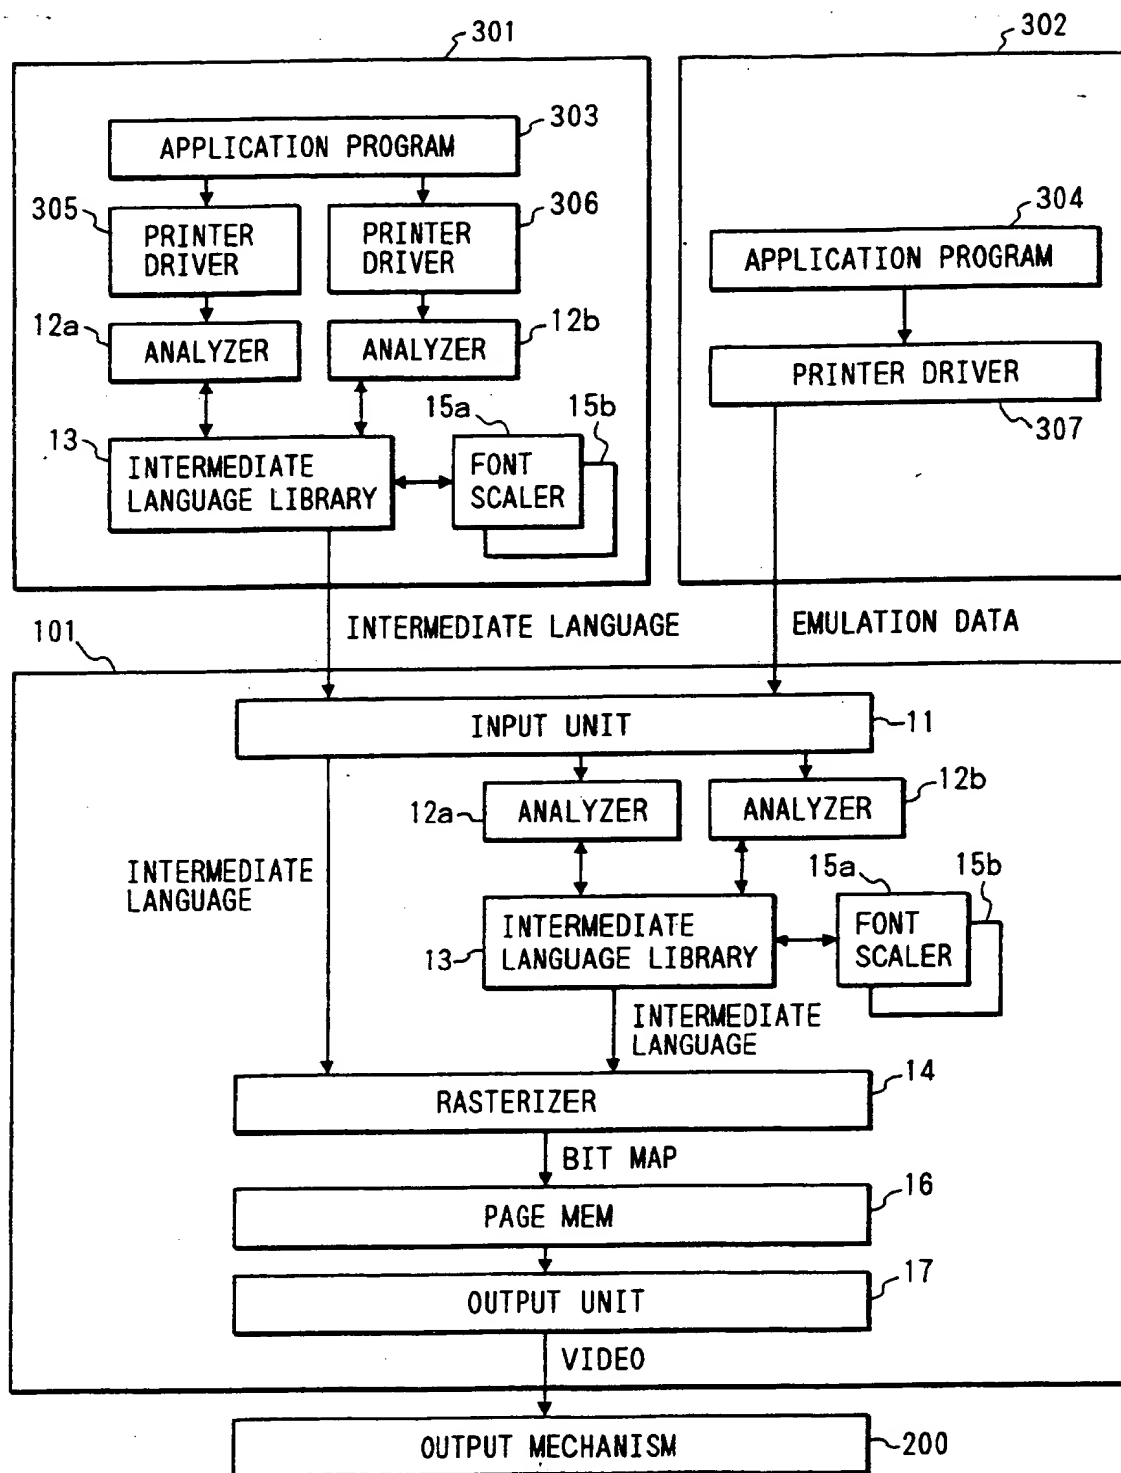 301
302
303
APPLICATION PROGRAM
305
PRINTER
DRIVER
306
PRINTER
DRIVER
304
APPLICATION PROGRAM
12a
ANALYZER
12b
ANALYZER
PRINTER DRIVER
307
13
INTERMEDIATE
LANGUAGE LIBRARY
15a
15b
FONT
SCALER
INTERMEDIATE LANGUAGE
EMULATION DATA
101
INPUT UNIT
11
12a
ANALYZER
12b
ANALYZER
INTERMEDIATE
LANGUAGE
13
INTERMEDIATE
LANGUAGE LIBRARY
15a
15b
FONT
SCALER
INTERMEDIATE
LANGUAGE
RASTERIZER
14
BIT MAP
PAGE MEM
16
OUTPUT UNIT
17
VIDEO
OUTPUT MECHANISM
200